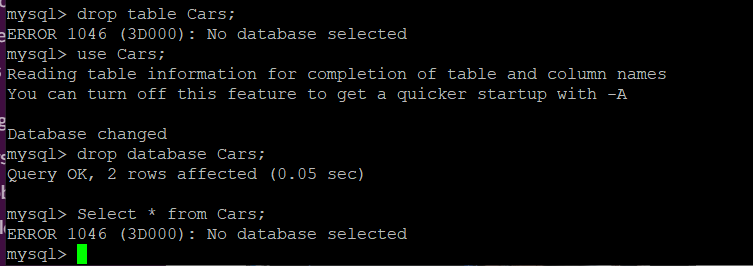 mysql> drop table Cars;
ERROR 1046 (3D000): No database selected
mysql> use Cars;
Reading table information for completion of table and column names
You can turn off this feature to get a quicker startup with -A
Database changed
mysql> drop database Cars;
Query OK, 2 rows affected (0.05 sec)
mysql> Select * from Cars;
ERROR 1046 (3D000): No database selected
mysql>